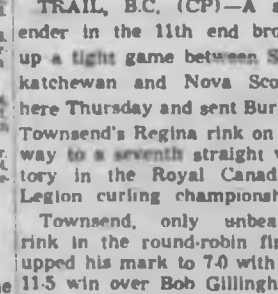 TRAIL, B.C. (CP)—A s
ender in the 11th end bro
up a tight game between S
katchewan and Nova Sco
here Thursday and sent Bur
Townsend's Regina rink on
way to a seventh straight v
tory in the Royal Canad
Legion curling championsh
Townsend, only unbea
rink in the round-robin fin
upped his mark to 7-0 with
11-5 win over Bob Gillingh